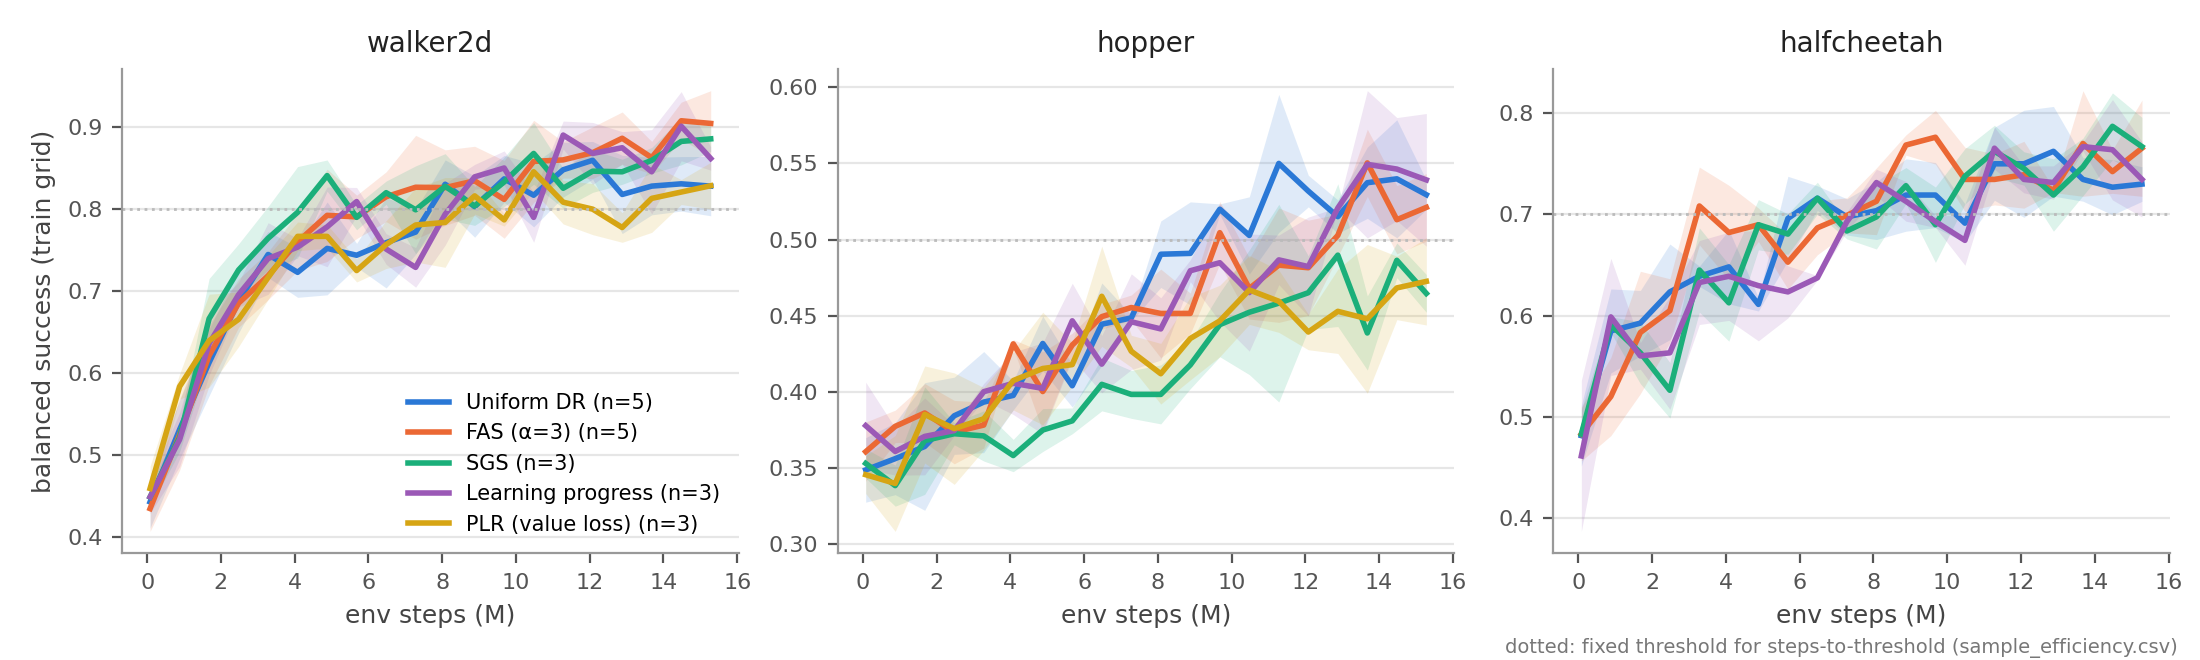 walker2d
hopper
halfcheetah
balanced success (train grid)
0.9
0.8
0.7
0.6
0.5
0.4
0.60
0.55
0.50
0.45
0.40
0.35
0.30
0.8
0.7
0.6
0.5
0.4
Uniform DR (n=5)
FAS (α=3) (n=5)
SGS (n=3)
Learning progress (n=3)
PLR (value loss) (n=3)
0 2 4 6 8 10 12 14 16
0 2 4 6 8 10 12 14 16
0 2 4 6 8 10 12 14 16
env steps (M)
env steps (M)
env steps (M)
dotted: fixed threshold for steps-to-threshold (sample_efficiency.csv)